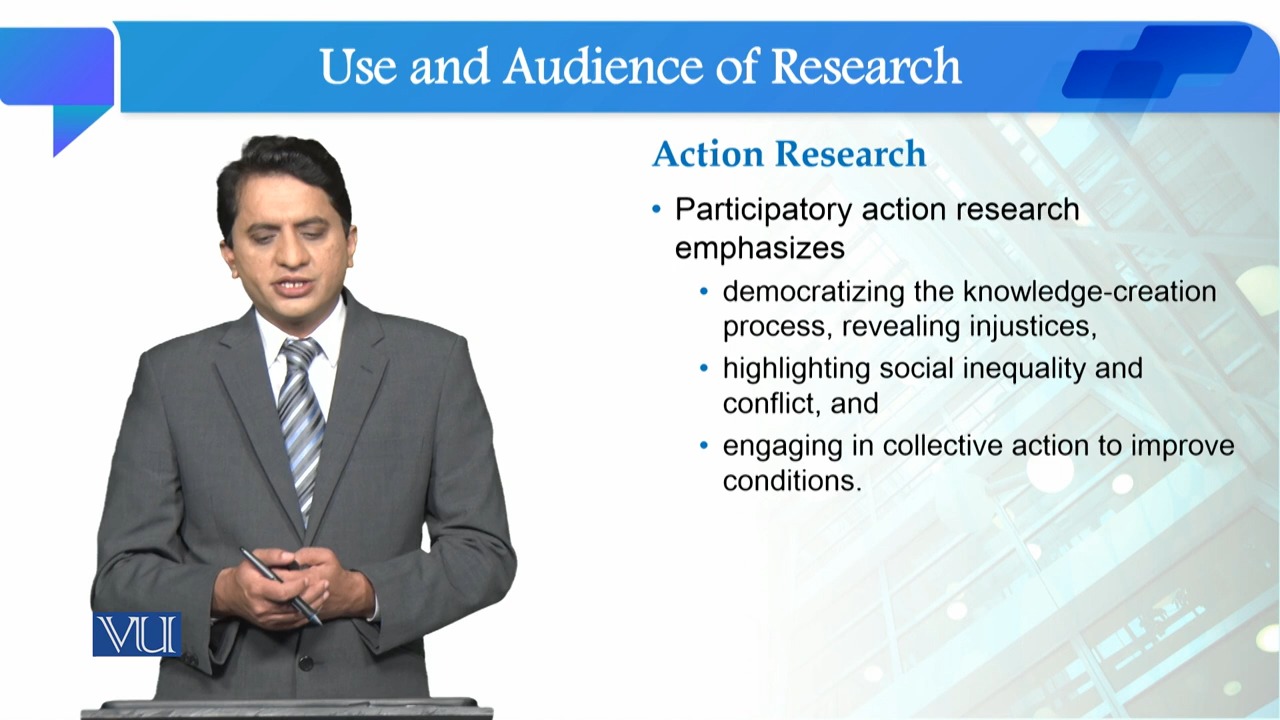 Use and Audience of Research
Action Research
• Participatory action research
emphasizes
• democratizing the knowledge-creation
process, revealing injustices,
• highlighting social inequality and
conflict, and
• engaging in collective action to improve
conditions.
VU